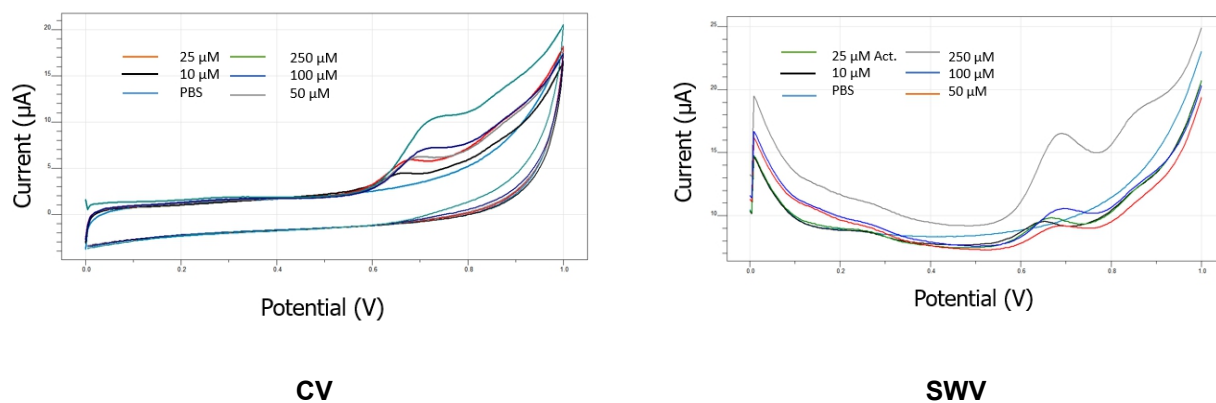 20
15
10
5
0
0.0 0.2 0.4 0.6 0.8 1.0
Current (µA)
25 µM 250 µM
10 µM 100 µM
PBS 50 µM
Potential (V)
CV
25
20
15
10
0.0 0.2 0.4 0.6 0.8 1.0
Current (µA)
25 µM Act. 250 µM
10 µM 100 µM
PBS 50 µM
Potential (V)
SWV